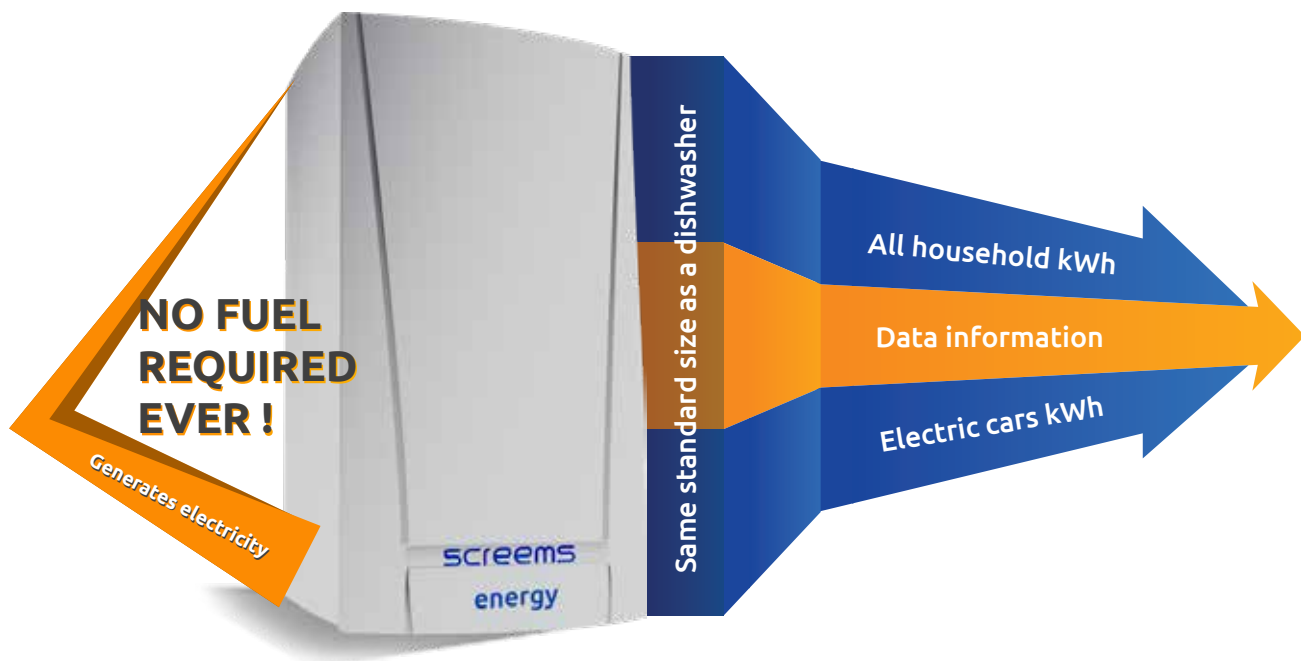 NO FUEL
REQUIRED
EVER !
Generates electricity
screems
energy
Same standard size as a dishwasher
All household kWh
Data information
Electric cars kWh